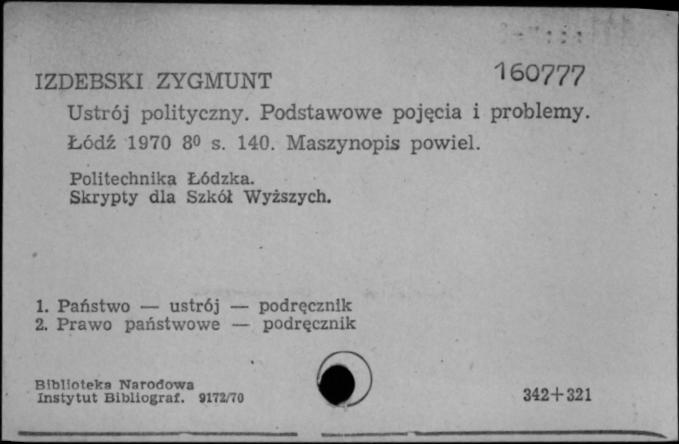 160777
IZDEBSKI ZYGMUNT
Ustrój polityczny. Podstawowe pojęcia i problemy.
Łódź 1970 8⁰ s. 140. Maszynopis powiel.
Politechnika Łódzka.
Skrypty dla Szkół Wyższych.
1. Państwo — ustrój — podręcznik
2. Prawo państwowe — podręcznik
Biblioteka Narodowa
Instytut Bibliograf. 9172/70
342+321